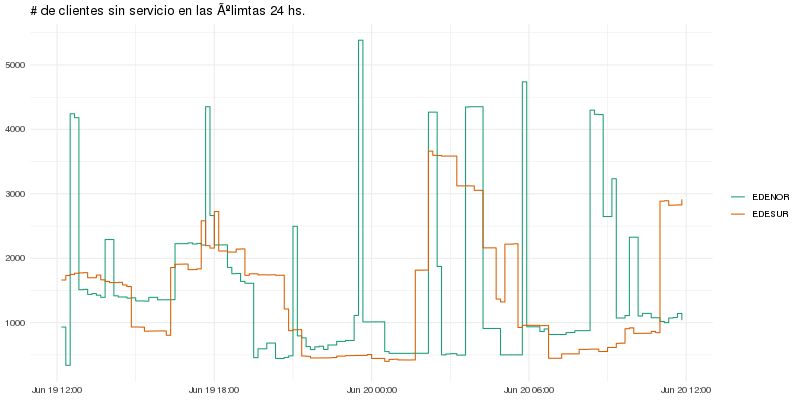 # de clientes sin servicio en las Ãºlimtas 24 hs.
5000
4000
3000
2000
1000
Jun 19 12:00
Jun 19 18:00
Jun 20 00:00
Jun 20 06:00
Jun 20 12:00
EDENOR
EDESUR